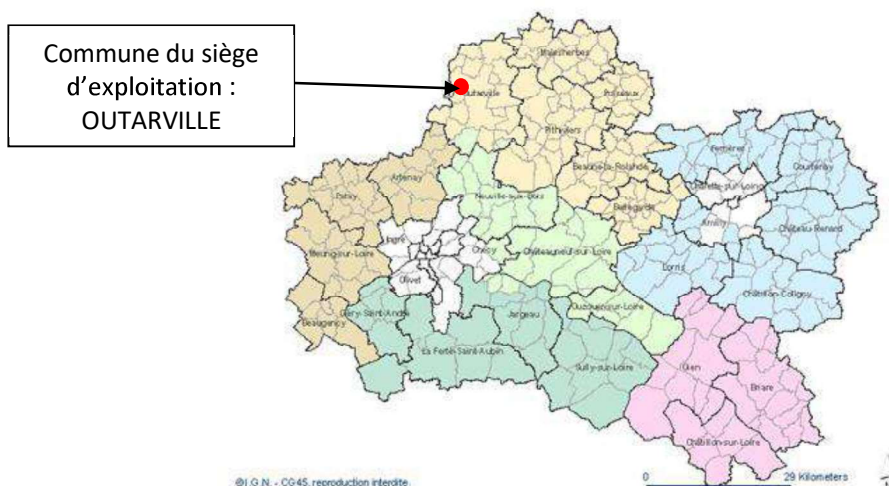 Commune du siège
d'exploitation :
OUTARVILLE
Malesherbes
Outarville
Puiseaux
Pithiviers
Beaune-la-Rolande
Ferrières
Courtenay
Artenay
Patay
Neuville-aux-Bois
Bellegarde
Châlette-sur-Loing
Amilly
Château-Renard
Ingré
Chécy
Châteauneuf-sur-Loire
Meung-sur-Loire
Olivet
Lorris
Châtillon-Coligny
Beaugency
Cléry-Saint-André
Jargeau
Ouzouer-sur-Loire
La Ferté-Saint-Aubin
Sully-sur-Loire
Gien
Briare
Châtillon-sur-Loire
©I.G.N. - CG45, reproduction interdite.
0
29 Kilometers